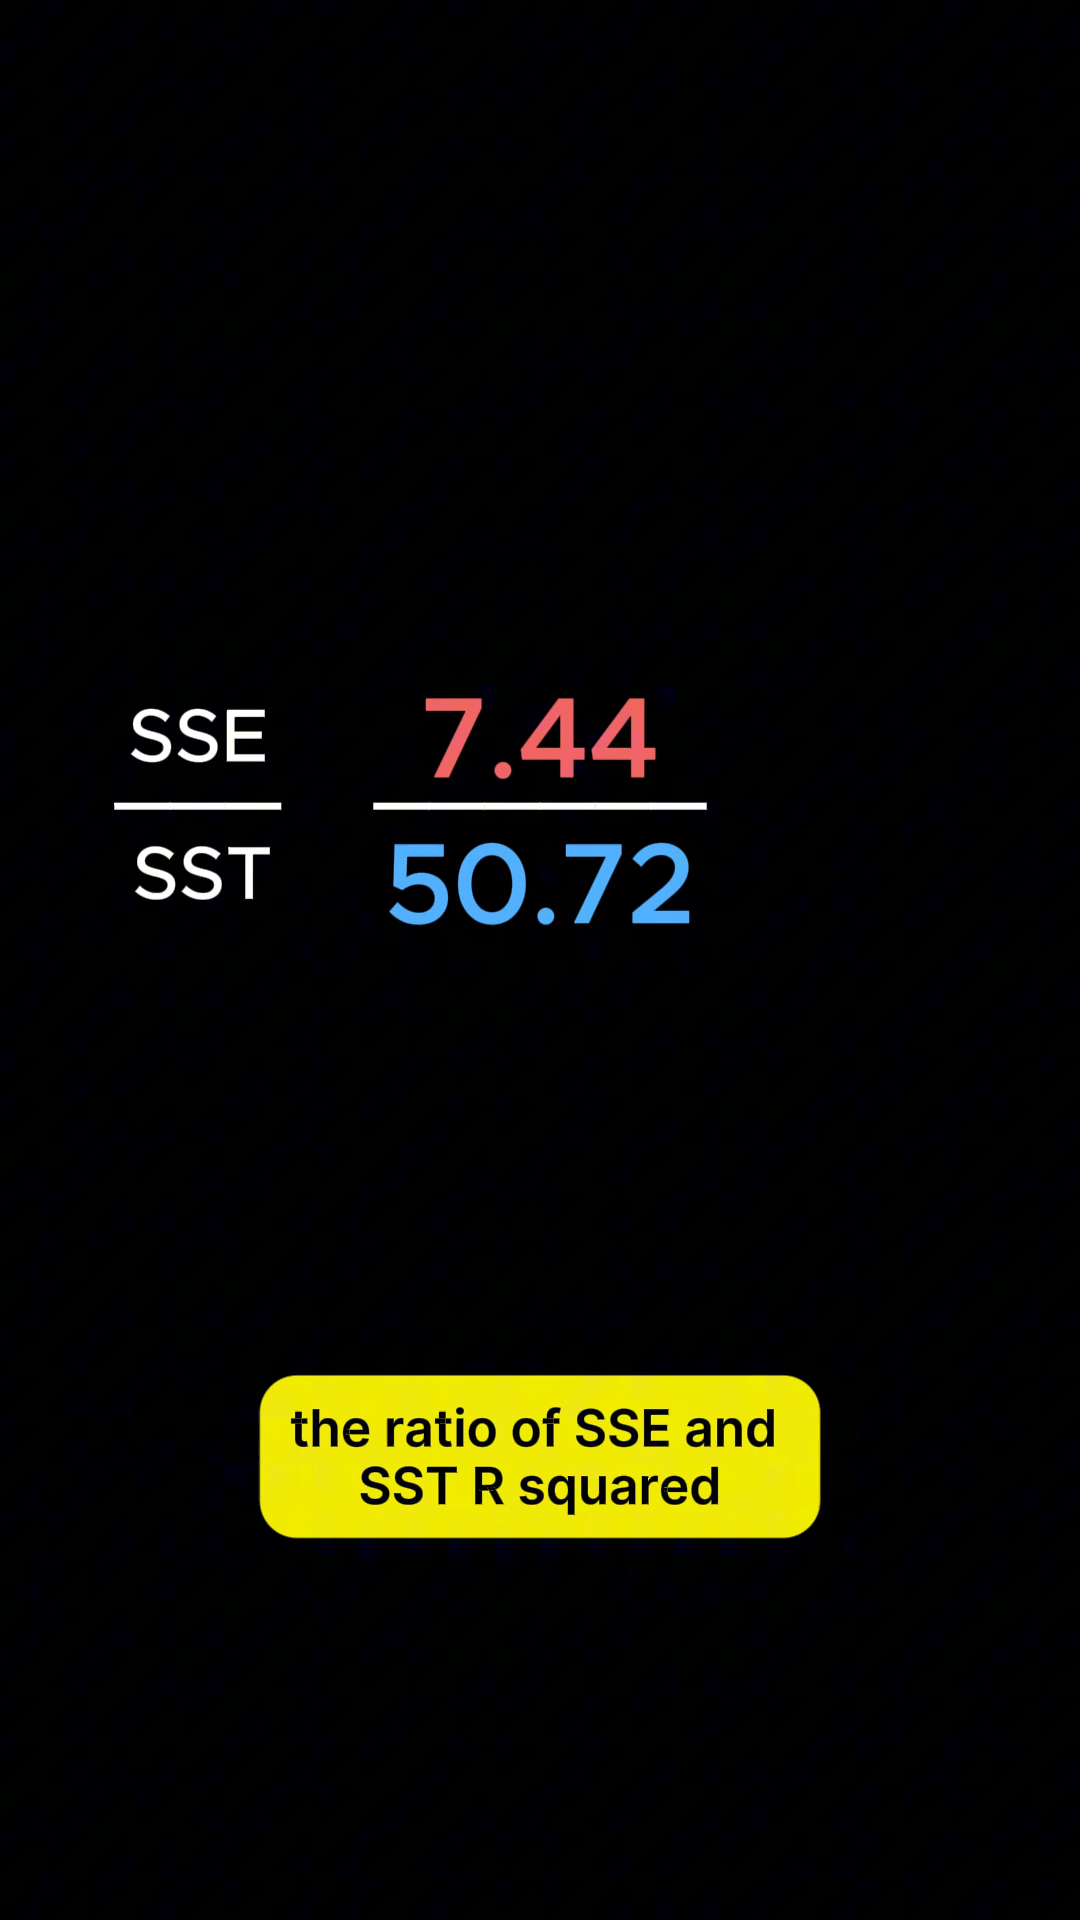 SSE
SST
7.44
50.72
the ratio of SSE and
SST R squared